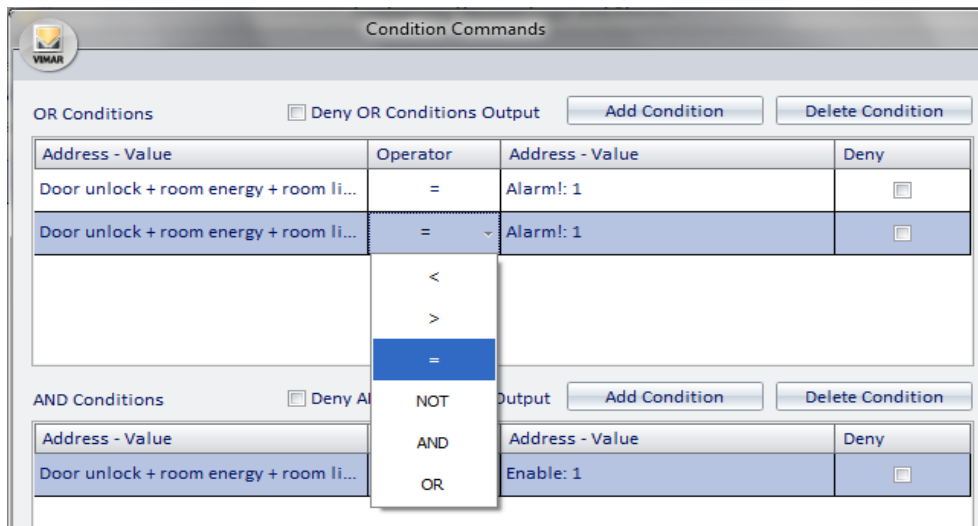 Condition Commands
VIMAR
OR Conditions Deny OR Conditions Output Add Condition Delete Condition
Address - Value Operator Address - Value Deny
Door unlock + room energy + room li... = Alarm!: 1
Door unlock + room energy + room li... = Alarm!: 1
<
>
=
AND Conditions Deny A Output Add Condition Delete Condition
NOT
Address - Value Address - Value Deny
AND
Door unlock + room energy + room li... Enable: 1
OR